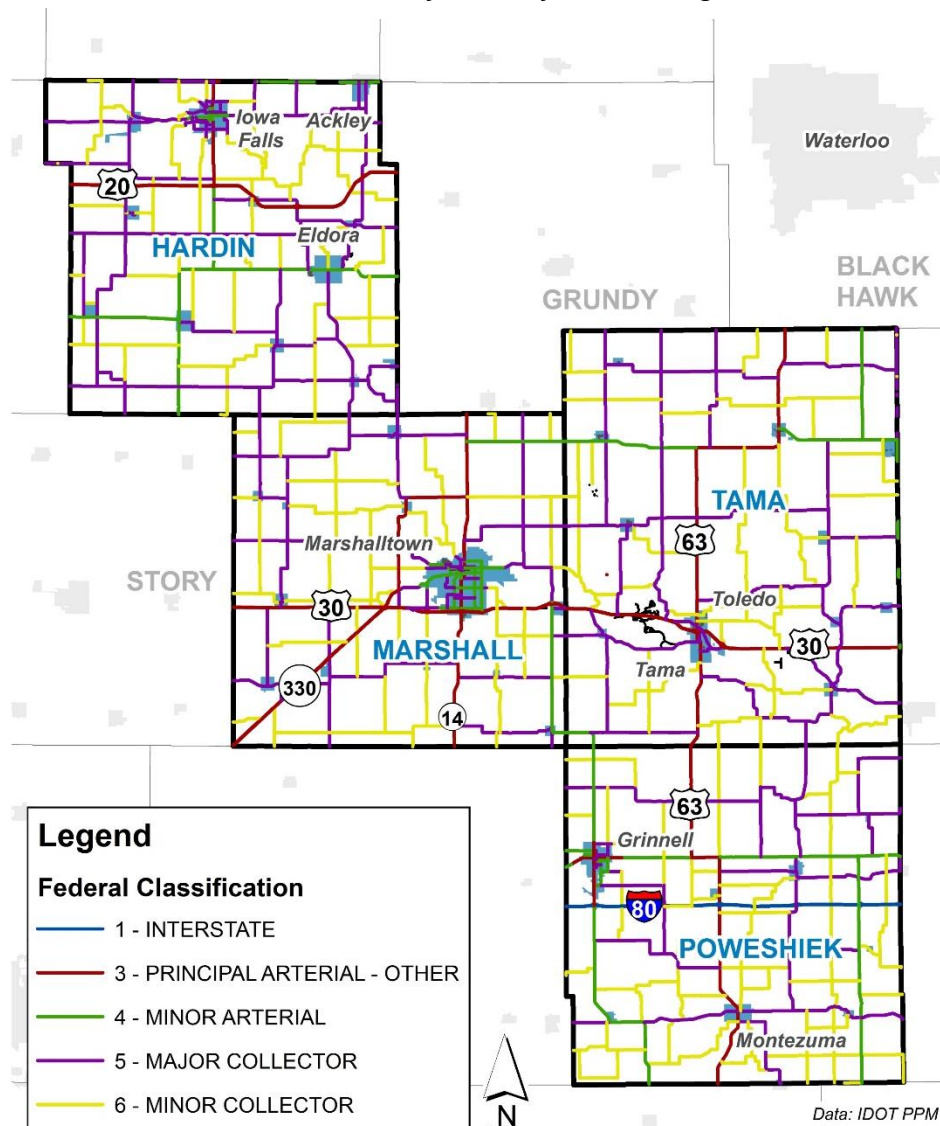 Iowa
Falls
Ackley
Waterloo
20
HARDIN
Eldora
GRUNDY
BLACK
HAWK
TAMA
63
Marshalltown
STORY
30
Toledo
MARSHALL
30
Tama
330
14
63
Grinnell
80
POWESHIEK
Montezuma
Legend
Federal Classification
1 - INTERSTATE
3 - PRINCIPAL ARTERIAL - OTHER
4 - MINOR ARTERIAL
5 - MAJOR COLLECTOR
6 - MINOR COLLECTOR
N
Data: IDOT PPM